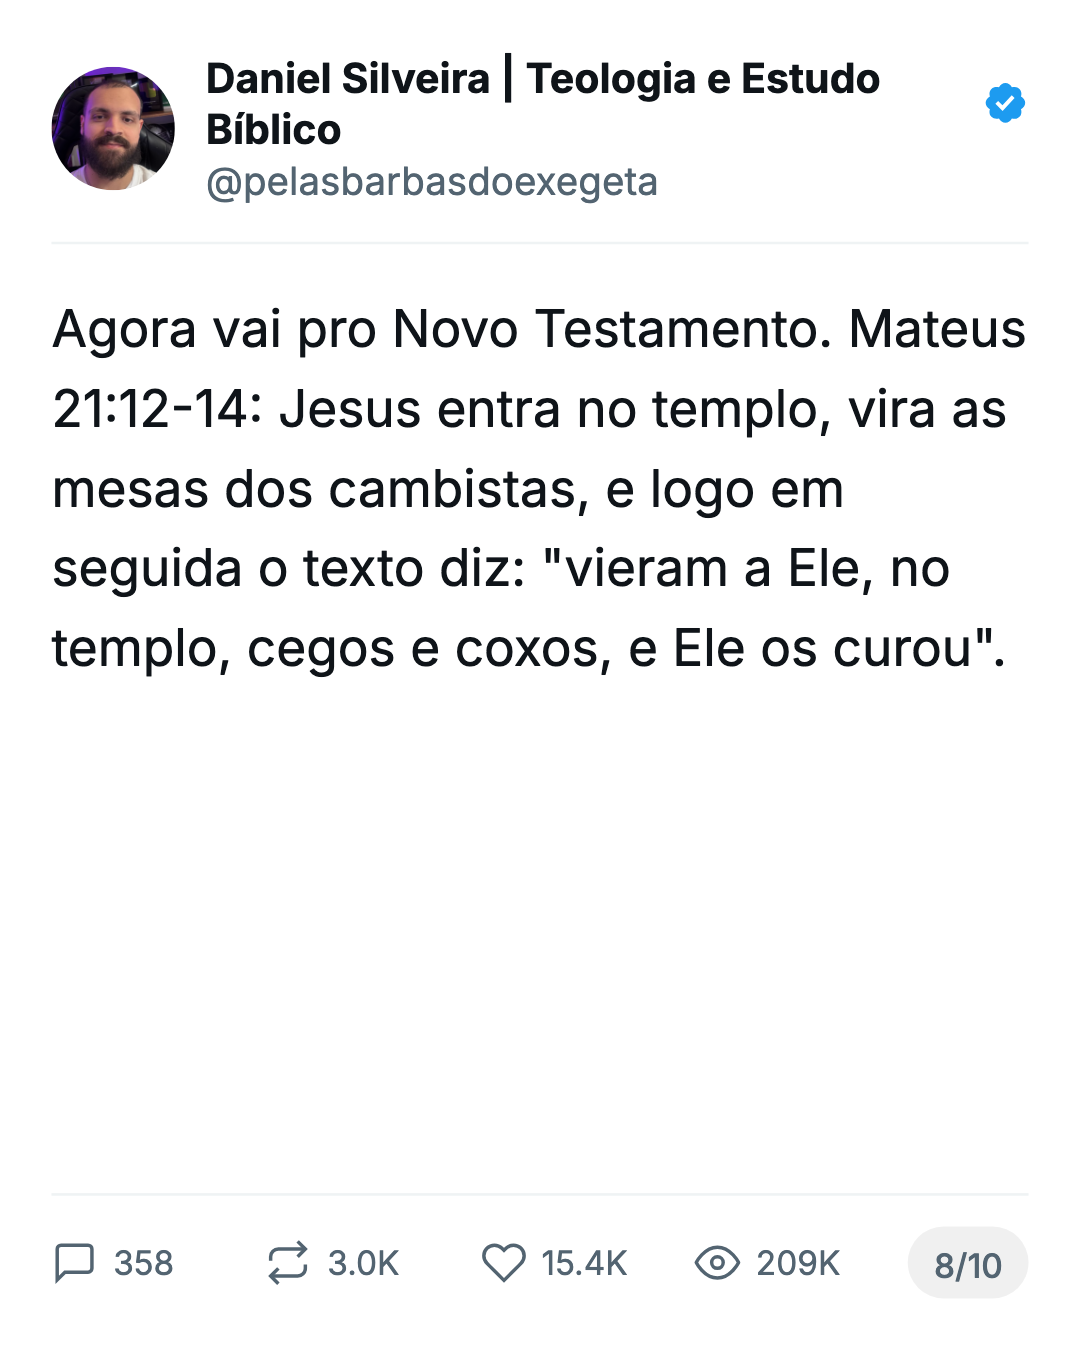 Daniel Silveira | Teologia e Estudo
Bíblico
@pelasbarbasdoexegeta
Agora vai pro Novo Testamento. Mateus
21:12-14: Jesus entra no templo, vira as
mesas dos cambistas, e logo em
seguida o texto diz: "vieram a Ele, no
templo, cegos e coxos, e Ele os curou".
358 3.0K 15.4K 209K 8/10